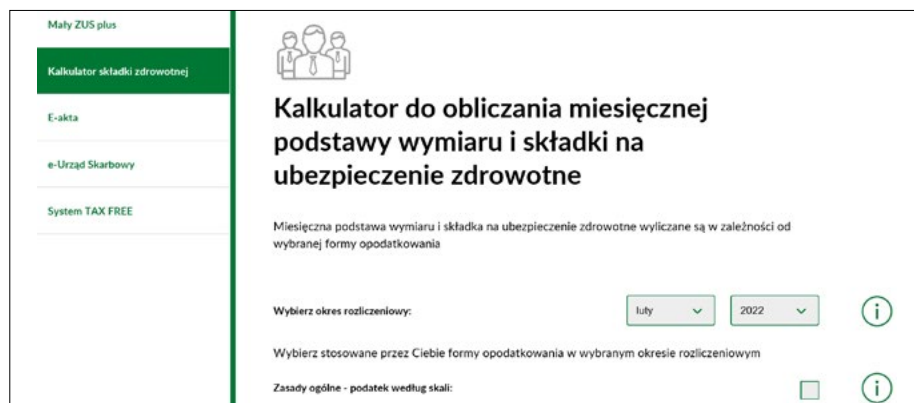 Mały ZUS plus
Kalkulator składki zdrowotnej
E-akta
e-Urząd Skarbowy
System TAX FREE
Kalkulator do obliczania miesięcznej
podstawy wymiaru i składki na
ubezpieczenie zdrowotne
Miesięczna podstawa wymiaru i składka na ubezpieczenie zdrowotne wyliczane są w zależności od
wybranej formy opodatkowania
Wybierz okres rozliczeniowy: luty 2022
Wybierz stosowane przez Ciebie formy opodatkowania w wybranym okresie rozliczeniowym
Zasady ogólne - podatek według skali: